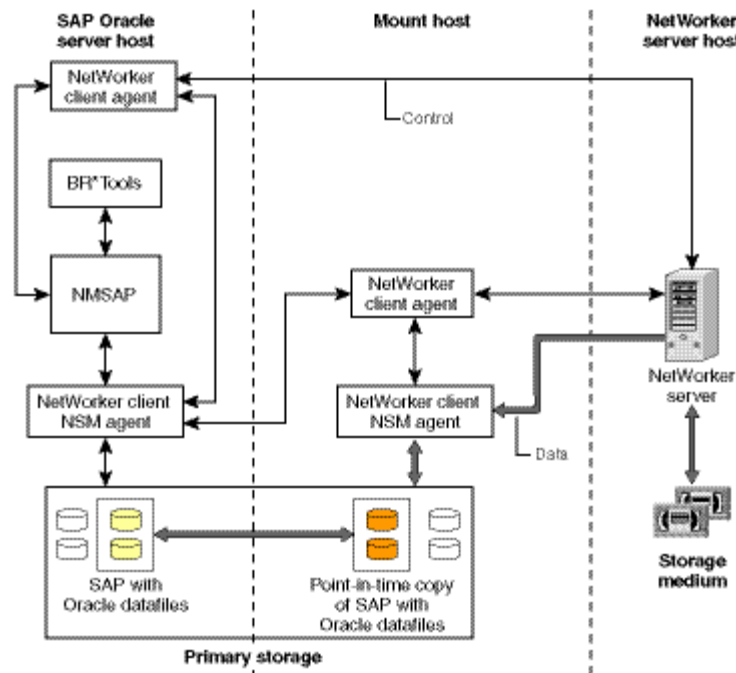 SAP Oracle
server host
Mount host
NetWorker
server host
NetWorker
client agent
Control
BR*Tools
NMSAP
NetWorker
client agent
NetWorker
server
NetWorker client
NSM agent
NetWorker client
NSM agent
Data
SAP with
Oracle datafiles
Point-in-time copy
of SAP with
Oracle datafiles
Storage
medium
Primary storage